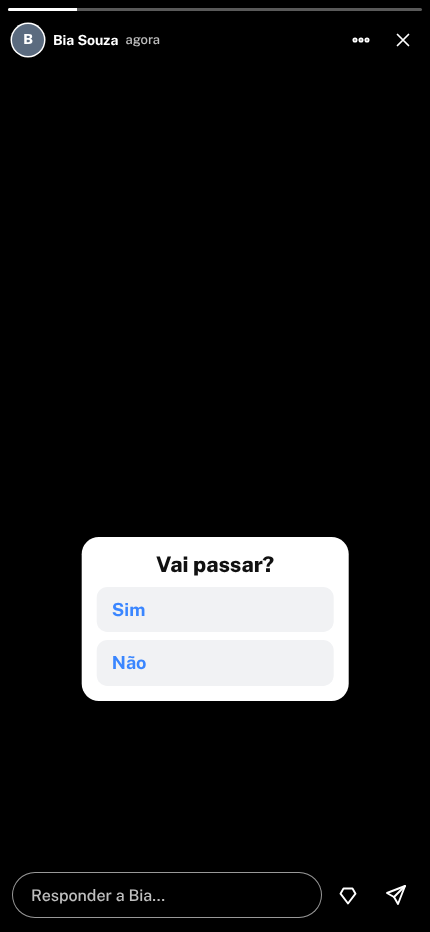 B
Bia Souza agora
Vai passar?
Sim
Não
Responder a Bia...